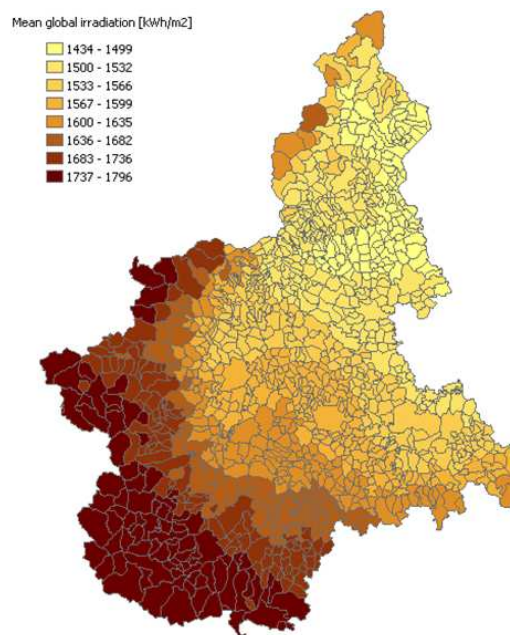 Mean global irradiation [kWh/m2]
1434 - 1499
1500 - 1532
1533 - 1566
1567 - 1599
1600 - 1635
1636 - 1682
1683 - 1736
1737 - 1796